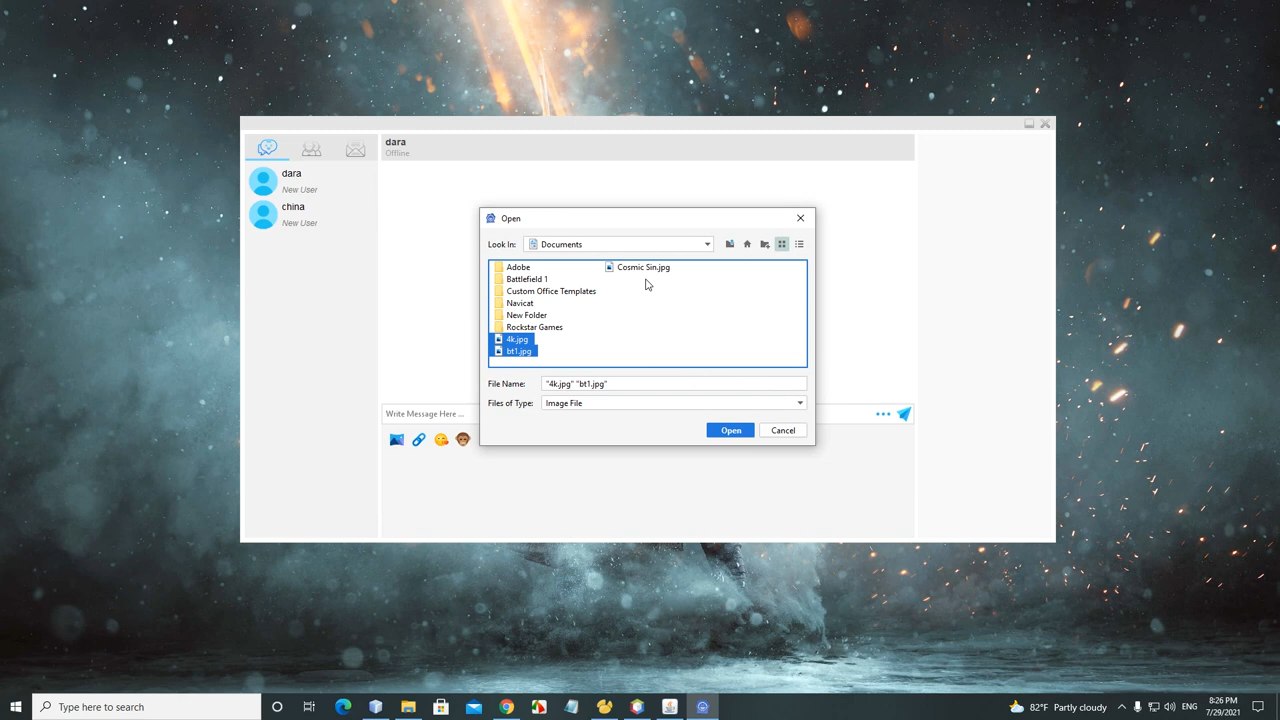 dara
Offline
dara
New User
china
New User
Open
Look In:
Documents
Adobe
Battlefield 1
Custom Office Templates
Navicat
New Folder
Rockstar Games
4k.jpg
bt1.jpg
Cosmic Sin.jpg
File Name:
"4k.jpg" "bt1.jpg"
Files of Type:
Image File
Open
Cancel
Write Message Here ...
Type here to search
82°F Partly cloudy
ENG
8:26 PM
7/29/2021